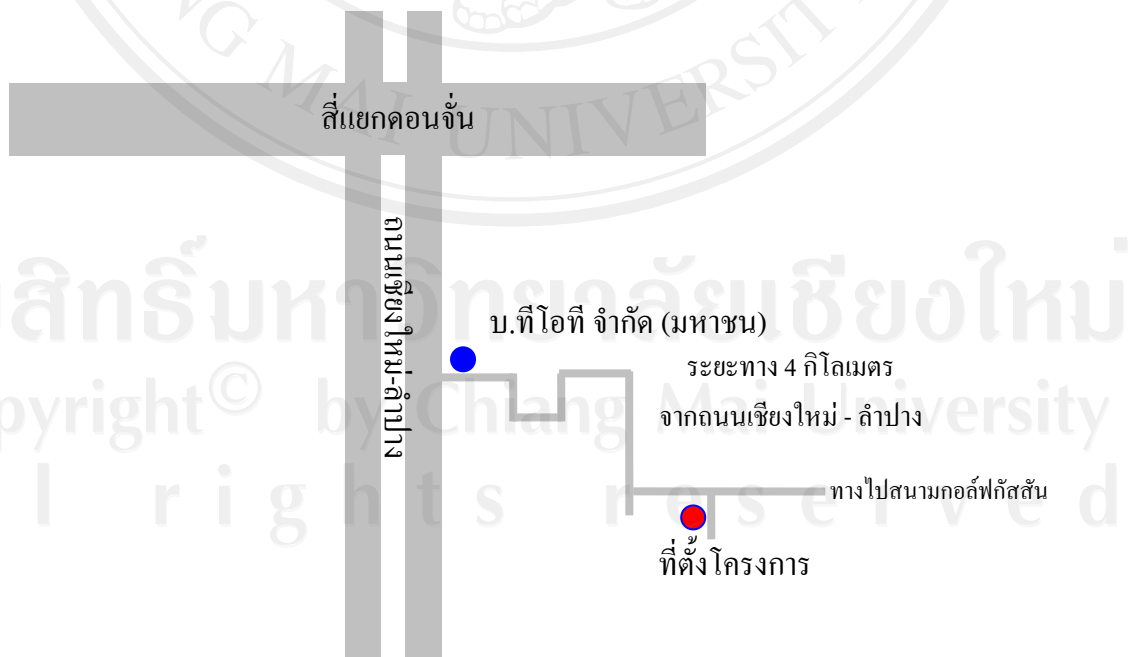 NG MAI UNIVERSITY
สี่แยกดอนจั่น
ถนนเชียงใหม่-ลำปาง
ลิขสิทธิ์มหาวิทยาลัยเชียงใหม่
บ.ทีโอที จำกัด (มหาชน)
ระยะทาง 4 กิโลเมตร
opyright© by Chiang Mai University
จากถนนเชียงใหม่ - ลำปาง
l rights reserved
ทางไปสนามกอล์ฟกัสสัน
ที่ตั้งโครงการ